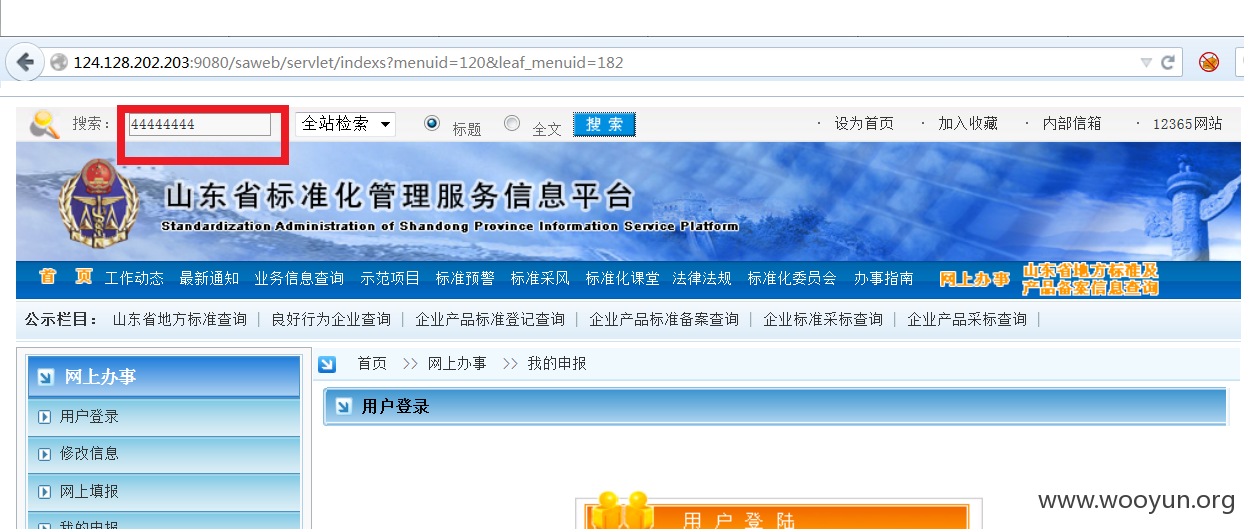 124.128.202.203:9080/saweb/servlet/indexs?menuid=120&leaf_menuid=182
搜索： 44444444 全站检索 标题 全文 搜索 · 设为首页 · 加入收藏 · 内部信箱 · 12365网站
山东省标准化管理服务信息平台
Standardization Administration of Shandong Province Information Service Platform
首 页 工作动态 最新通知 业务信息查询 示范项目 标准预警 标准采风 标准化课堂 法律法规 标准化委员会 办事指南 网上办事 山东省地方标准及
产品备案信息查询
公示栏目： 山东省地方标准查询 | 良好行为企业查询 | 企业产品标准登记查询 | 企业产品标准备案查询 | 企业标准采标查询 | 企业产品采标查询 |
网上办事
首页 >> 网上办事 >> 我的申报
用户登录
用户登录
修改信息
网上填报
我的申报
用户登陆
www.wooyun.org